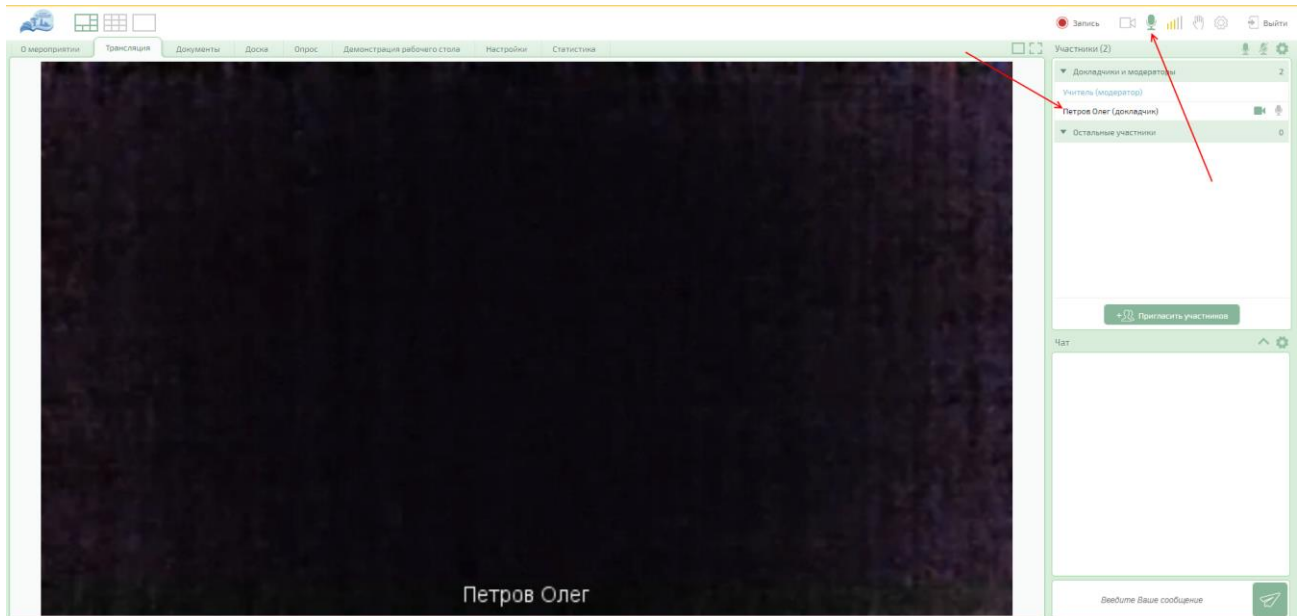 Запись
Выйти
О мероприятии Трансляция Документы Доска Опрос Демонстрация рабочего стола Настройки Статистика
Участники (2)
Докладчики и модераторы 2
Учитель (модератор)
Петров Олег (докладчик)
Остальные участники 0
Пригласить участников
Чат
Петров Олег
Введите Ваше сообщение